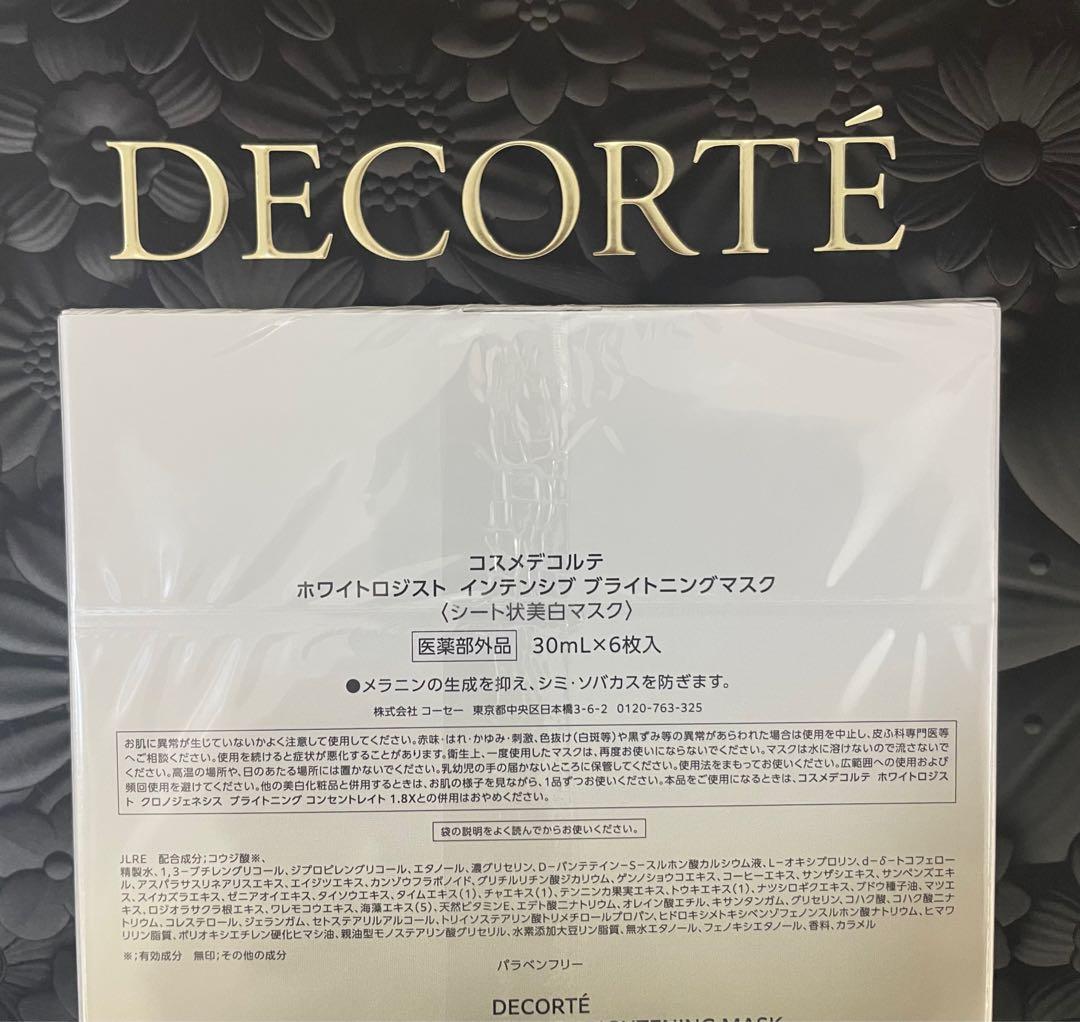 DECORTÉ
コスメデコルテ
ホワイトロジスト インテンシブ ブライトニングマスク
〈シート状美白マスク〉
医薬部外品 30mL×6枚入
●メラニンの生成を抑え、シミ・ソバカスを防ぎます。
株式会社 コーセー 東京都中央区日本橋3-6-2 0120-763-325
お肌に異常が生じていないかよく注意して使用してください。赤味・はれ・かゆみ・刺激、色抜け(白斑等)や黒ずみ等の異常があらわれた場合は使用を中止し、皮ふ科専門医等
へご相談ください。使用を続けると症状が悪化することがあります。衛生上、一度使用したマスクは、再度お使いにならないでください。マスクは水に溶けないので流さないで
ください。高温の場所や、日のあたる場所には置かないでください。乳幼児の手の届かないところに保管してください。使用法をまもってお使いください。広範囲への使用および
頻回使用を避けてください。他の美白化粧品と併用するときは、お肌の様子を見ながら、1品ずつお使いください。本品をご使用になるときは、コスメデコルテ ホワイトロジス
ト クロノジェネシス ブライトニング コンセントレイト 1.8Xとの併用はおやめください。
袋の説明をよく読んでからお使いください。
JLRE 配合成分;コウジ酸※、
精製水、1,3-ブチレングリコール、ジプロピレングリコール、エタノール、濃グリセリン、D-パンテテイン-S-スルホン酸カルシウム液、L-オキシプロリン、d-δ-トコフェロー
ル、アスパラサスリネアリスエキス、エイジツエキス、カンゾウフラボノイド、グリチルリチン酸ジカリウム、ゲンノショウコエキス、コーヒーエキス、サンザシエキス、サンペンズエキ
ス、スイカズラエキス、ゼニアオイエキス、タイソウエキス、タイムエキス(1)、チャエキス(1)、テンニンカ果実エキス、トウキエキス(1)、ナツシロギクエキス、ブドウ種子油、マツエ
キス、ロジオラサクラ根エキス、ワレモコウエキス、海藻エキス(5)、天然ビタミンE、エデト酸二ナトリウム、オレイン酸エチル、キサンタンガム、グリセリン、コハク酸、コハク酸二ナ
トリウム、コレステロール、ジェランガム、セトステアリルアルコール、トリイソステアリン酸トリメチロールプロパン、ヒドロキシメトキシベンゾフェノンスルホン酸ナトリウム、ヒマワ
リリン脂質、ポリオキシエチレン硬化ヒマシ油、親油型モノステアリン酸グリセリル、水素添加大豆リン脂質、無水エタノール、フェノキシエタノール、香料、カラメル
※;有効成分 無印;その他の成分
パラベンフリー
DECORTÉ